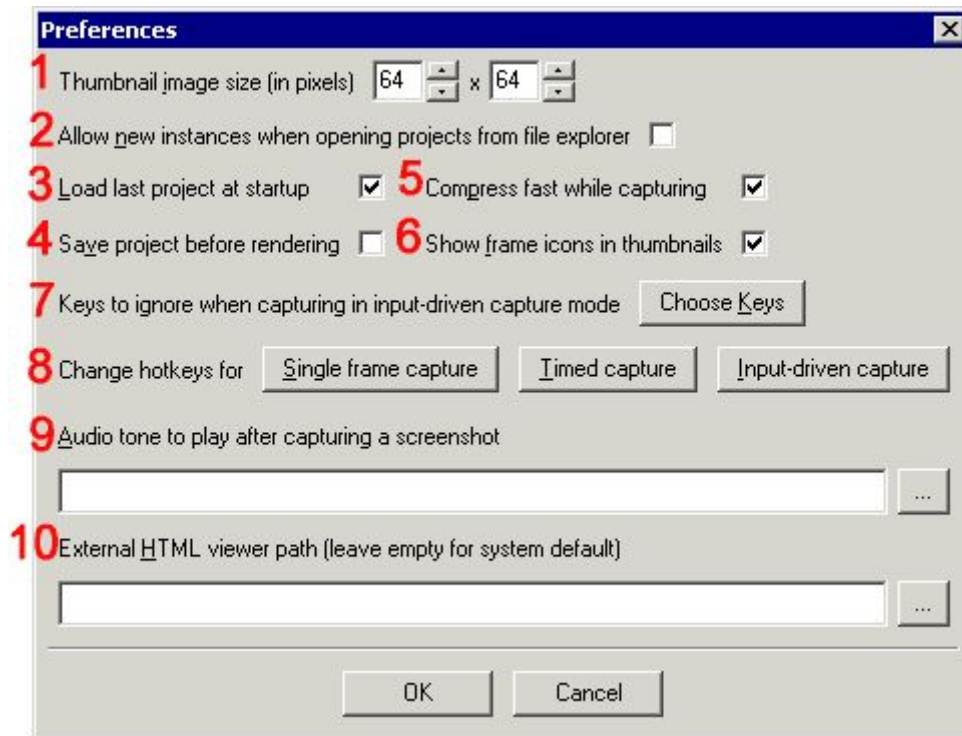 Preferences
1 Thumbnail image size (in pixels) 64 x 64
2 Allow new instances when opening projects from file explorer
3 Load last project at startup 5 Compress fast while capturing
4 Save project before rendering 6 Show frame icons in thumbnails
7 Keys to ignore when capturing in input-driven capture mode Choose Keys
8 Change hotkeys for Single frame capture Timed capture Input-driven capture
9 Audio tone to play after capturing a screenshot
...
10 External HTML viewer path (leave empty for system default)
...
OK Cancel